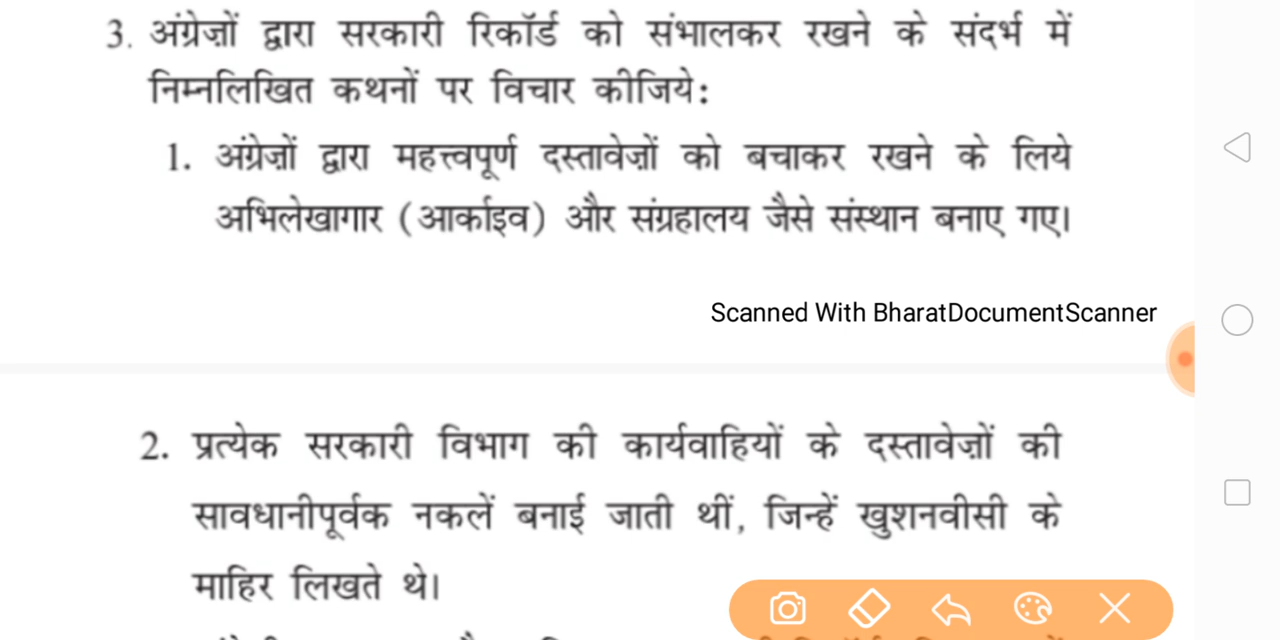 3. अंग्रेज़ों द्वारा सरकारी रिकॉर्ड को संभालकर रखने के संदर्भ में
निम्नलिखित कथनों पर विचार कीजिये:
1. अंग्रेज़ों द्वारा महत्त्वपूर्ण दस्तावेज़ों को बचाकर रखने के लिये
अभिलेखागार (आर्काइव) और संग्रहालय जैसे संस्थान बनाए गए।
Scanned With BharatDocumentScanner
2. प्रत्येक सरकारी विभाग की कार्यवाहियों के दस्तावेज़ों की
सावधानीपूर्वक नकलें बनाई जाती थीं, जिन्हें खुशनवीसी के
माहिर लिखते थे।